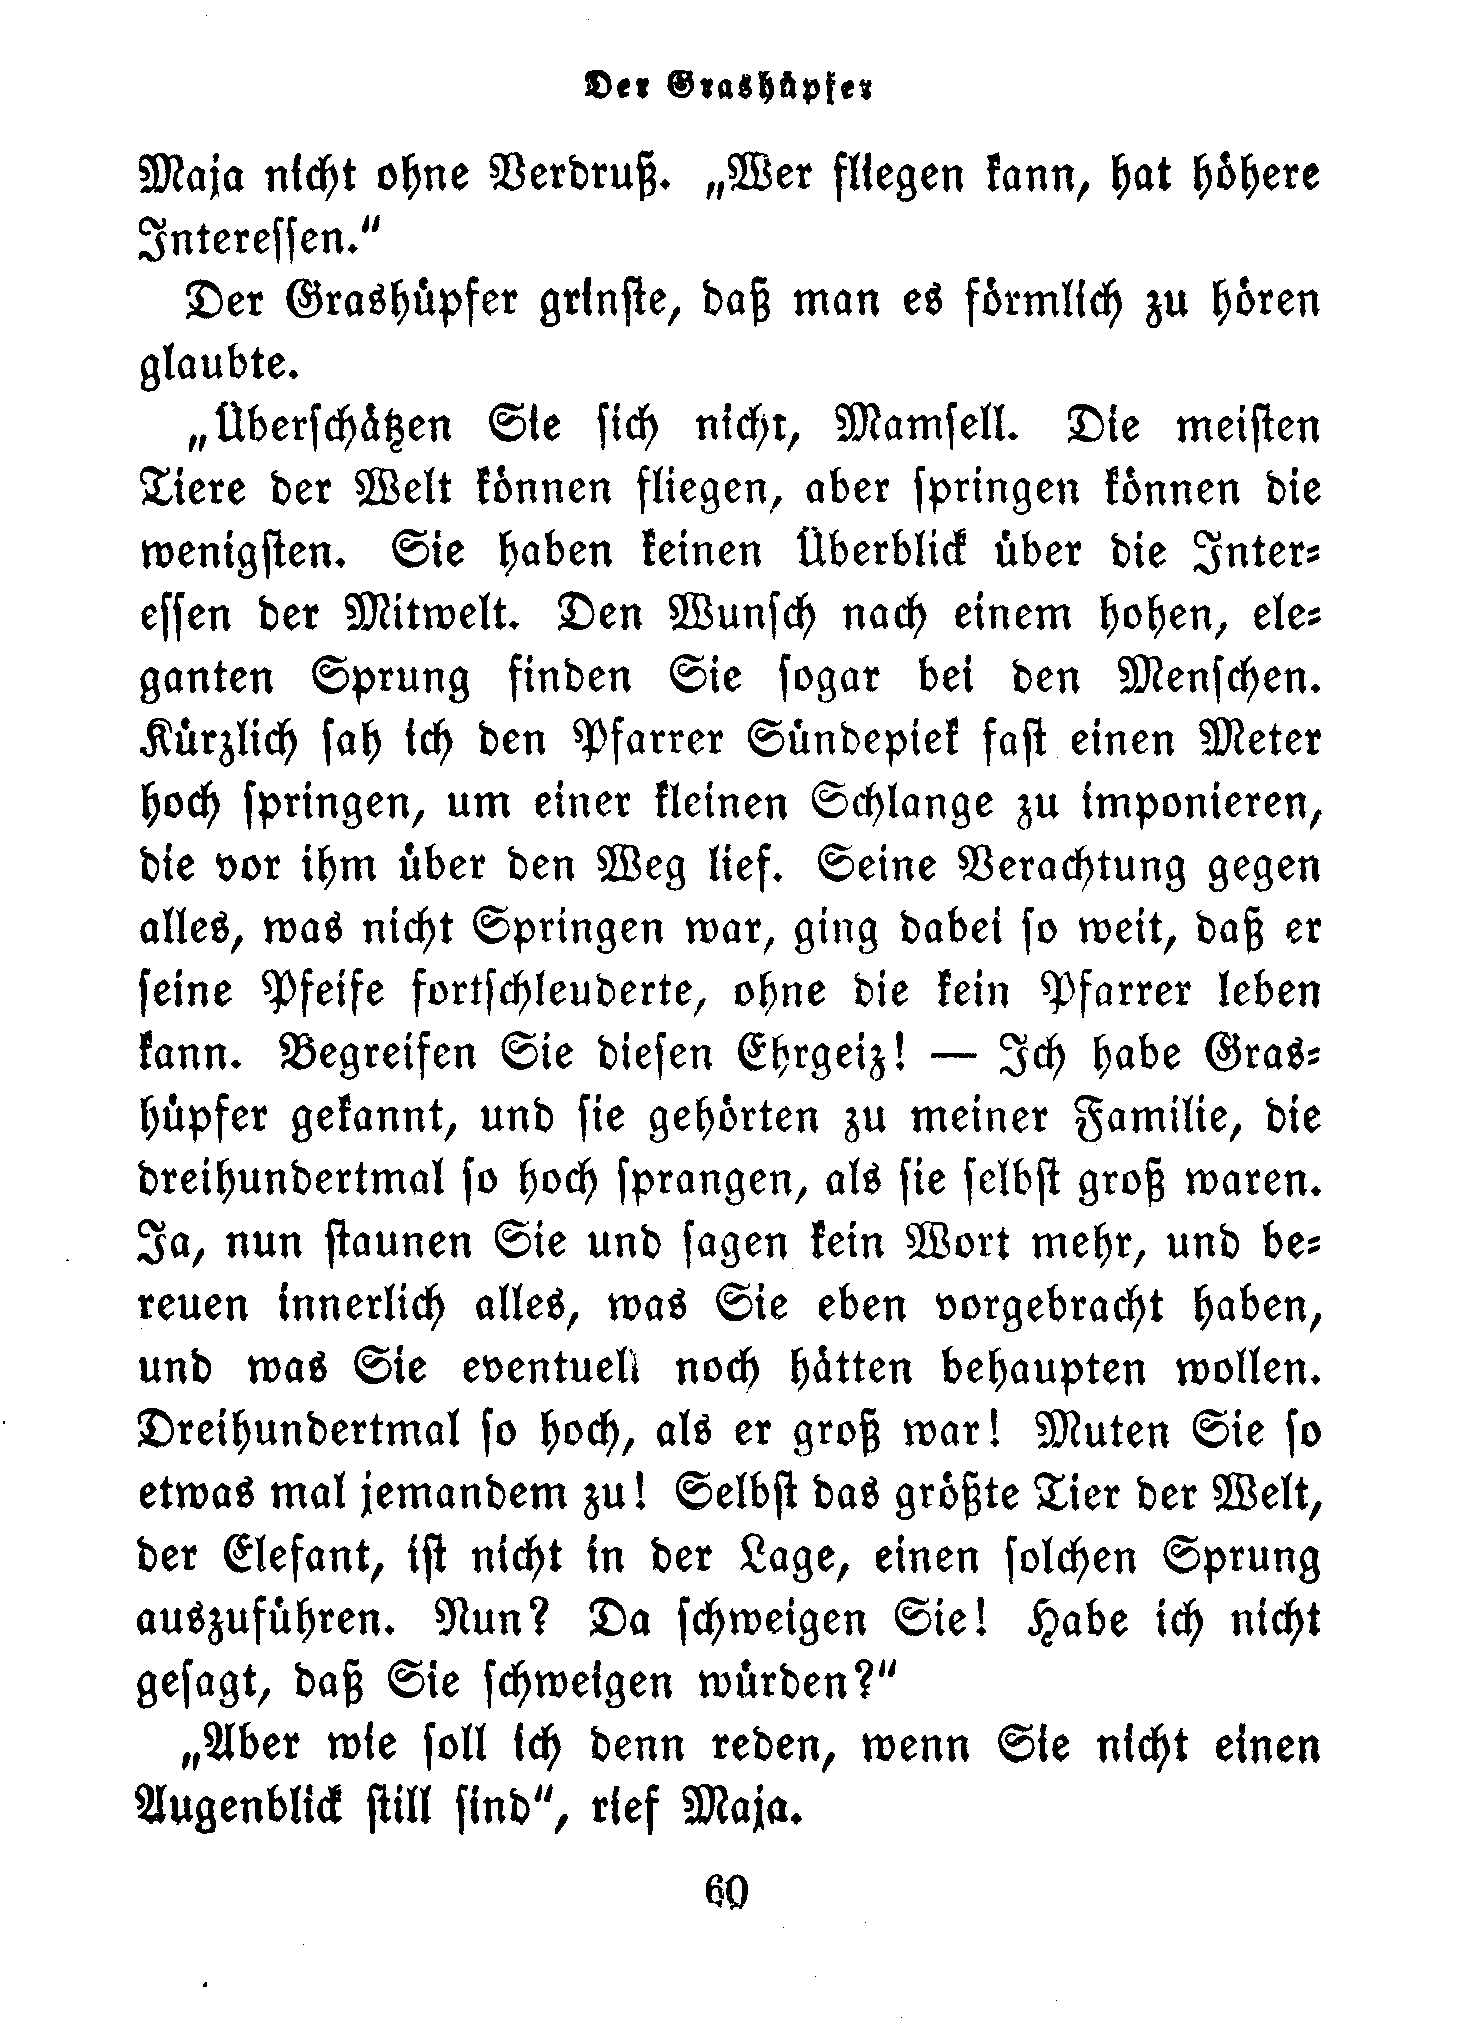 Der Grashüpfer
Maja nicht ohne Verdruß. „Wer fliegen kann, hat höhere
Interessen.“
Der Grashüpfer grinste, daß man es förmlich zu hören
glaubte.
„Überschätzen Sie sich nicht, Mamsell. Die meisten
Tiere der Welt können fliegen, aber springen können die
wenigsten. Sie haben keinen Überblick über die Inter-
essen der Mitwelt. Den Wunsch nach einem hohen, ele-
ganten Sprung finden Sie sogar bei den Menschen.
Kürzlich sah ich den Pfarrer Sündepiek fast einen Meter
hoch springen, um einer kleinen Schlange zu imponieren,
die vor ihm über den Weg lief. Seine Verachtung gegen
alles, was nicht Springen war, ging dabei so weit, daß er
seine Pfeife fortschleuderte, ohne die kein Pfarrer leben
kann. Begreifen Sie diesen Ehrgeiz! — Ich habe Gras-
hüpfer gekannt, und sie gehörten zu meiner Familie, die
dreihundertmal so hoch sprangen, als sie selbst groß waren.
Ja, nun staunen Sie und sagen kein Wort mehr, und be-
reuen innerlich alles, was Sie eben vorgebracht haben,
und was Sie eventuell noch hätten behaupten wollen.
Dreihundertmal so hoch, als er groß war! Muten Sie so
etwas mal jemandem zu! Selbst das größte Tier der Welt,
der Elefant, ist nicht in der Lage, einen solchen Sprung
auszuführen. Nun? Da schweigen Sie! Habe ich nicht
gesagt, daß Sie schweigen würden?“
„Aber wie soll ich denn reden, wenn Sie nicht einen
Augenblick still sind“, rief Maja.
60